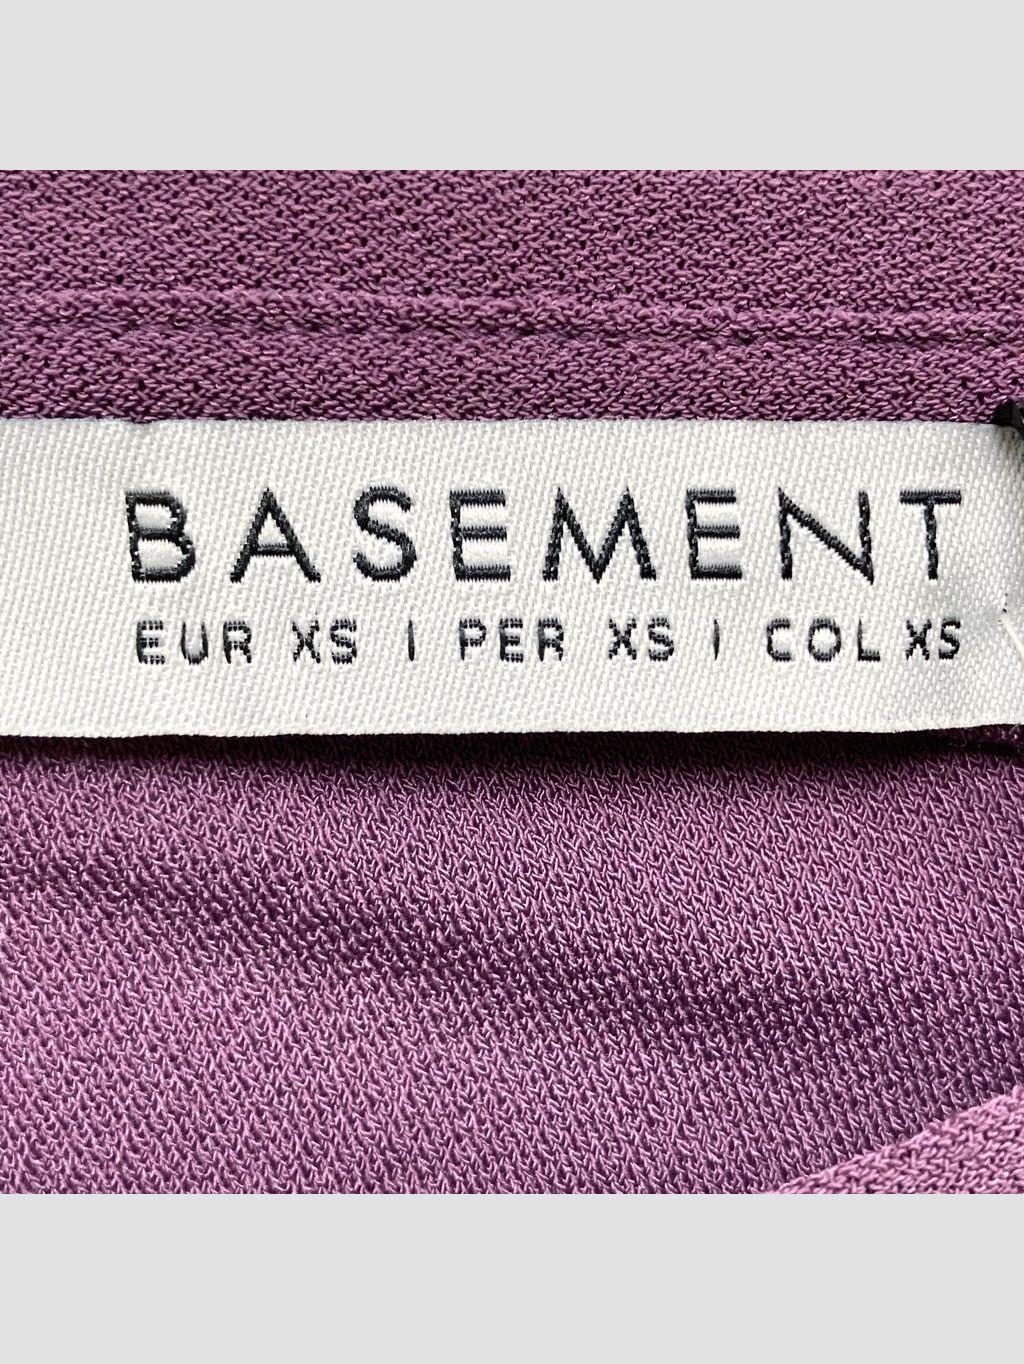 BASEMENT
EUR XS | PER XS | COL XS